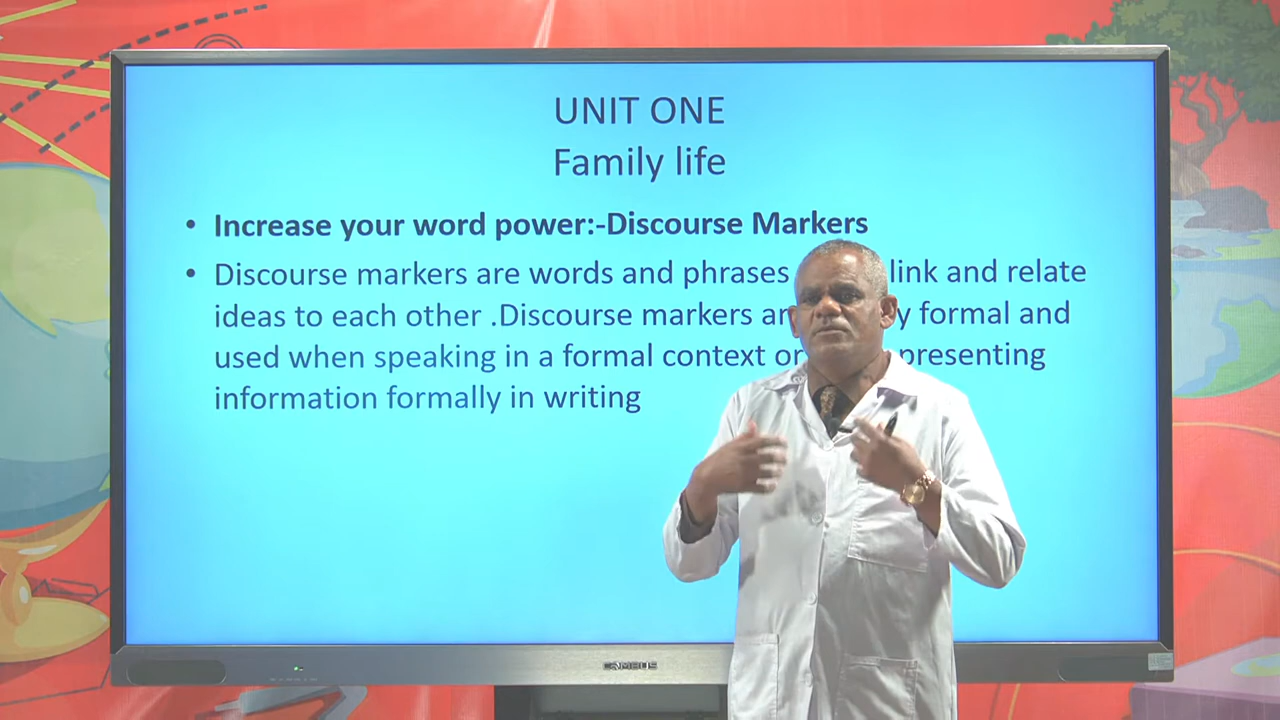 UNIT ONE
Family life
• Increase your word power:-Discourse Markers
• Discourse markers are words and phrases link and relate
ideas to each other .Discourse markers ar y formal and
used when speaking in a formal context or presenting
information formally in writing